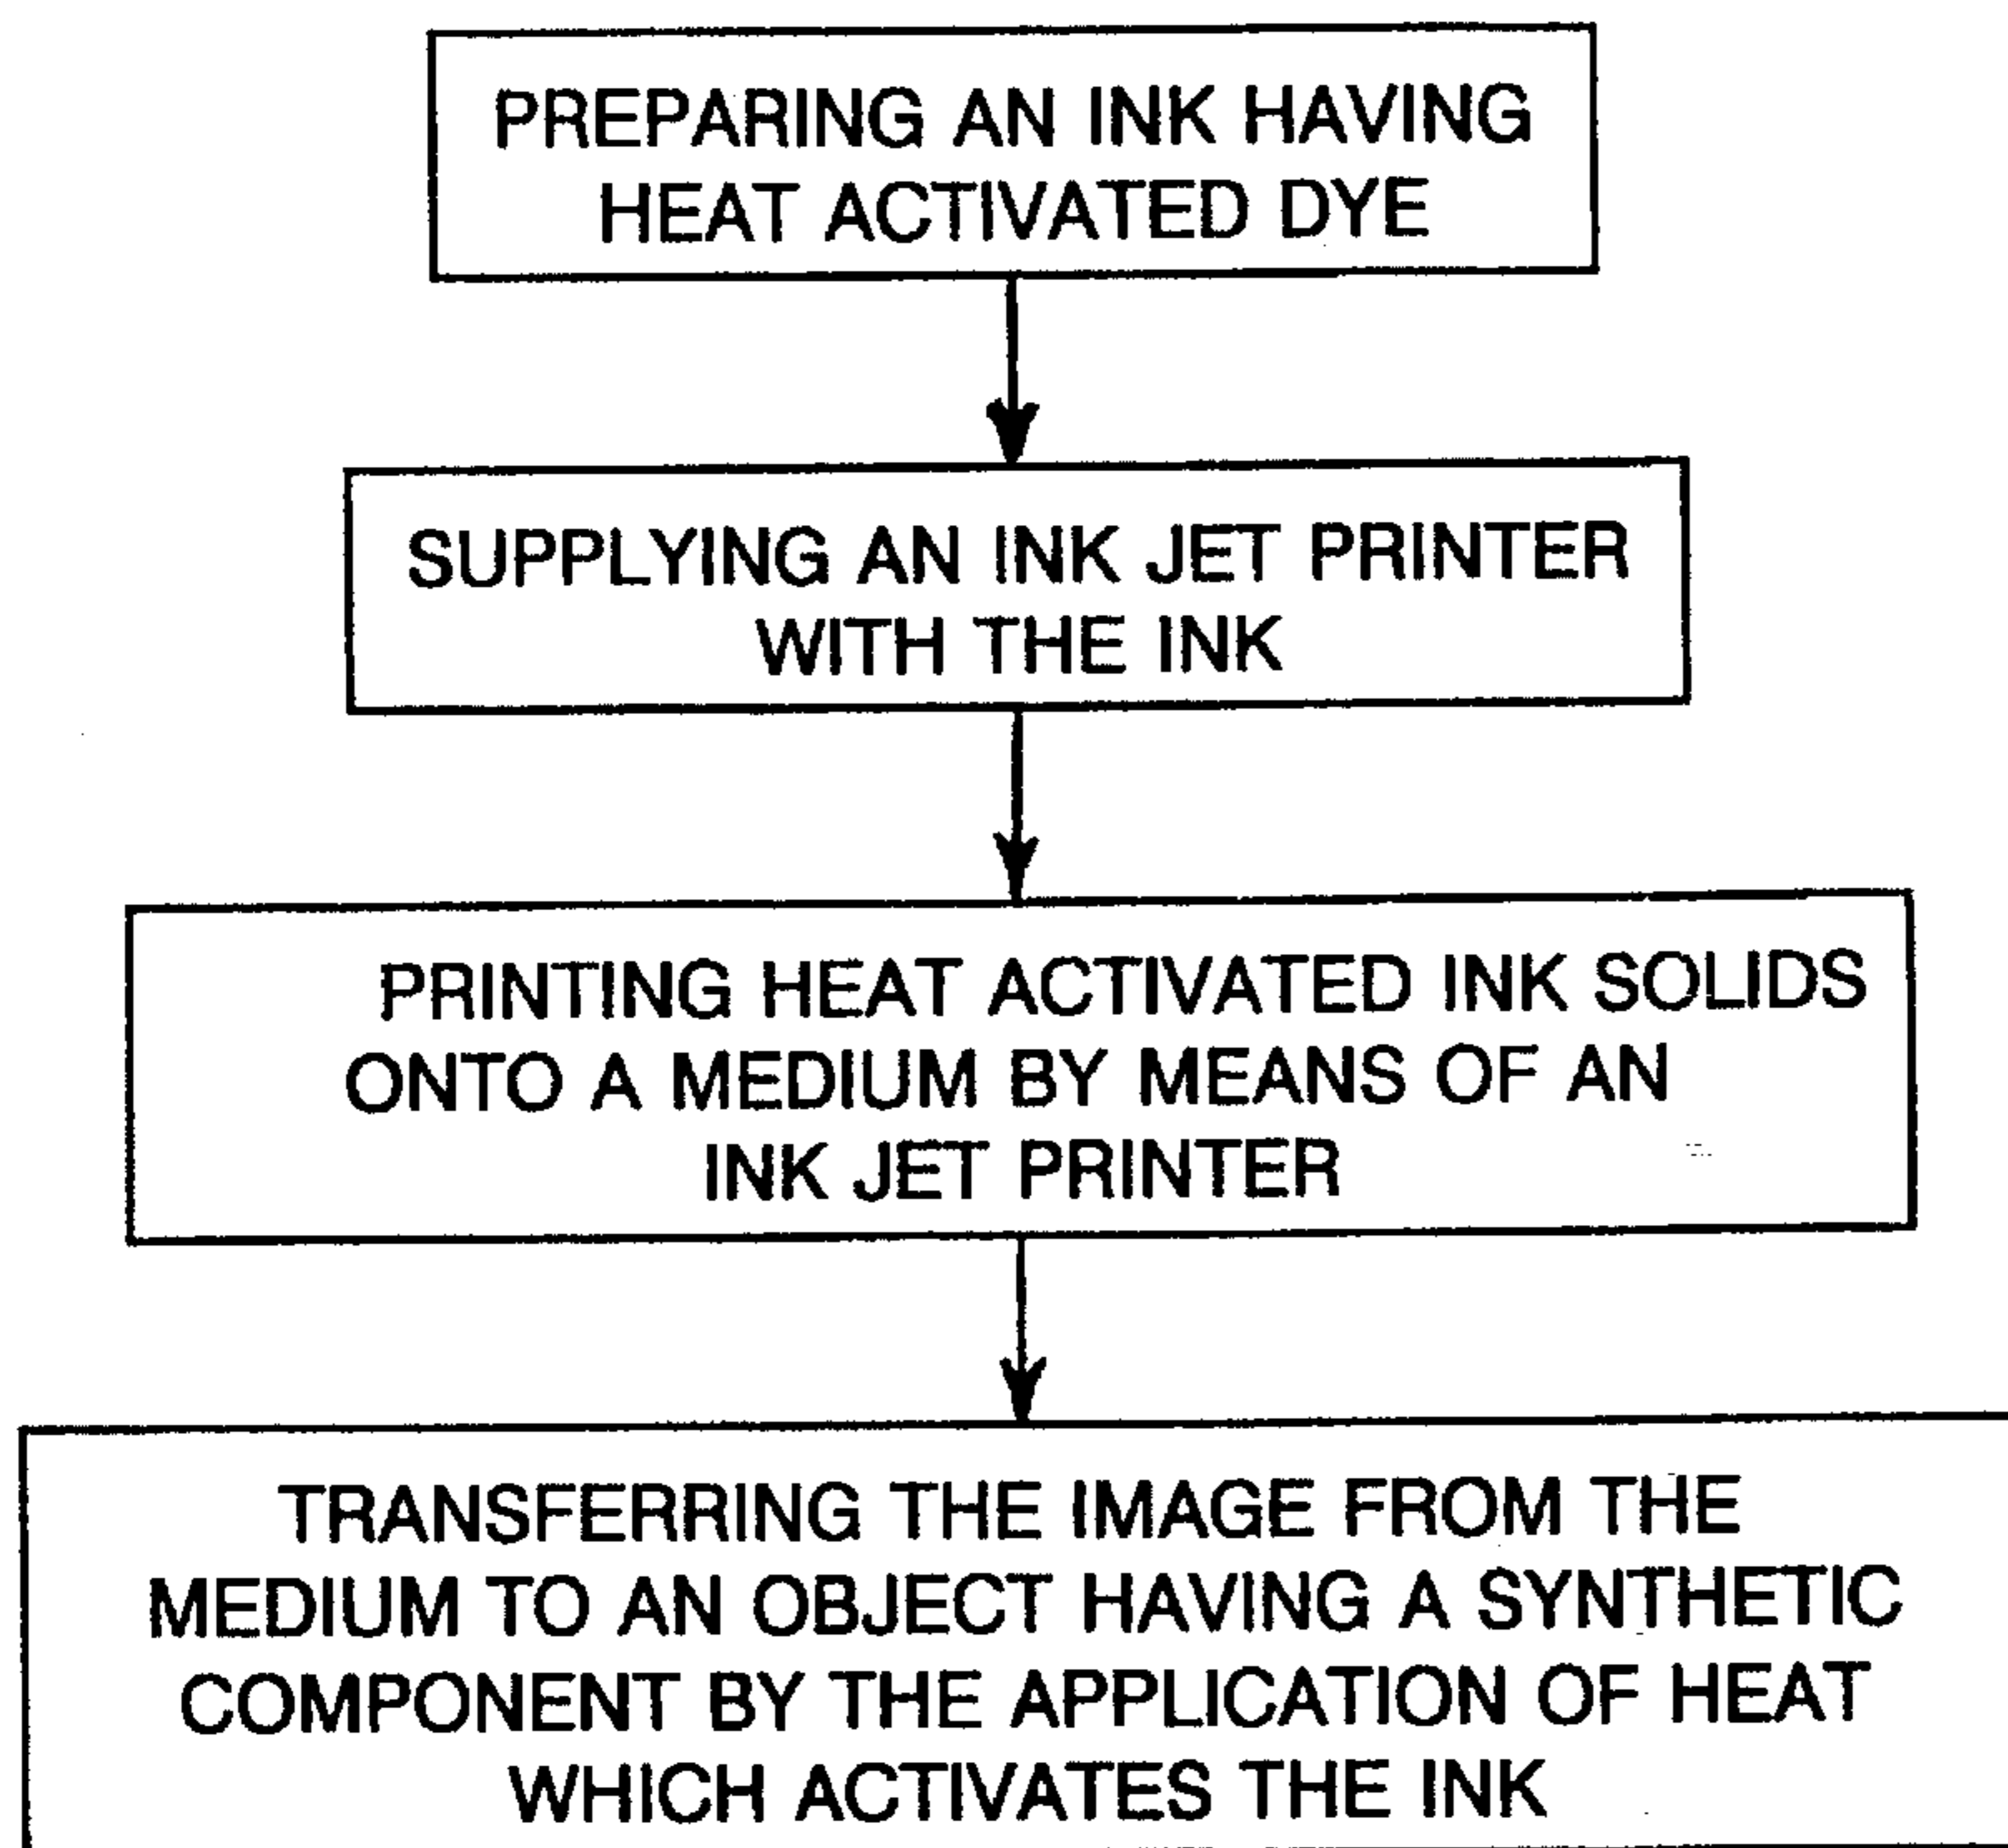 PREPARING AN INK HAVING
HEAT ACTIVATED DYE
SUPPLYING AN INK JET PRINTER
WITH THE INK
PRINTING HEAT ACTIVATED INK SOLIDS
ONTO A MEDIUM BY MEANS OF AN
INK JET PRINTER
TRANSFERRING THE IMAGE FROM THE
MEDIUM TO AN OBJECT HAVING A SYNTHETIC
COMPONENT BY THE APPLICATION OF HEAT
WHICH ACTIVATES THE INK